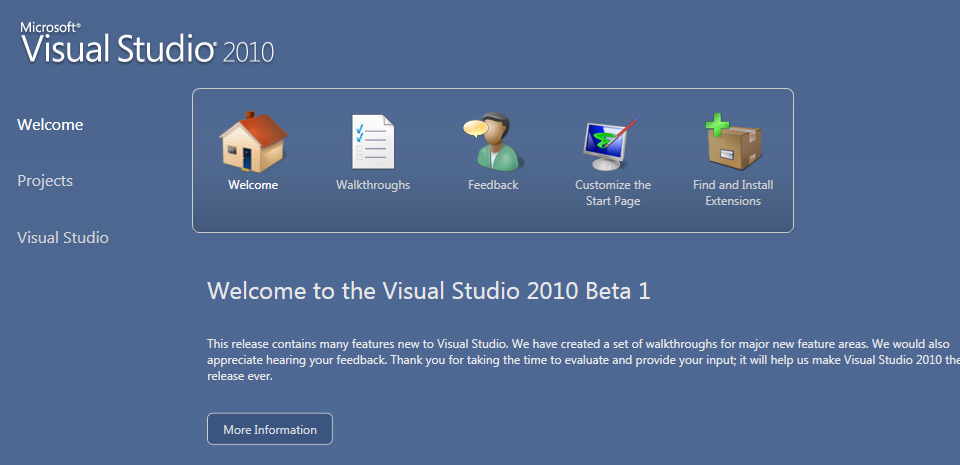 Microsoft®
Visual Studio® 2010
Welcome
Projects
Visual Studio
Welcome
Walkthroughs
Feedback
Customize the
Start Page
Find and Install
Extensions
Welcome to the Visual Studio 2010 Beta 1
This release contains many features new to Visual Studio. We have created a set of walkthroughs for major new feature areas. We would also
appreciate hearing your feedback. Thank you for taking the time to evaluate and provide your input; it will help us make Visual Studio 2010 the
release ever.
More Information